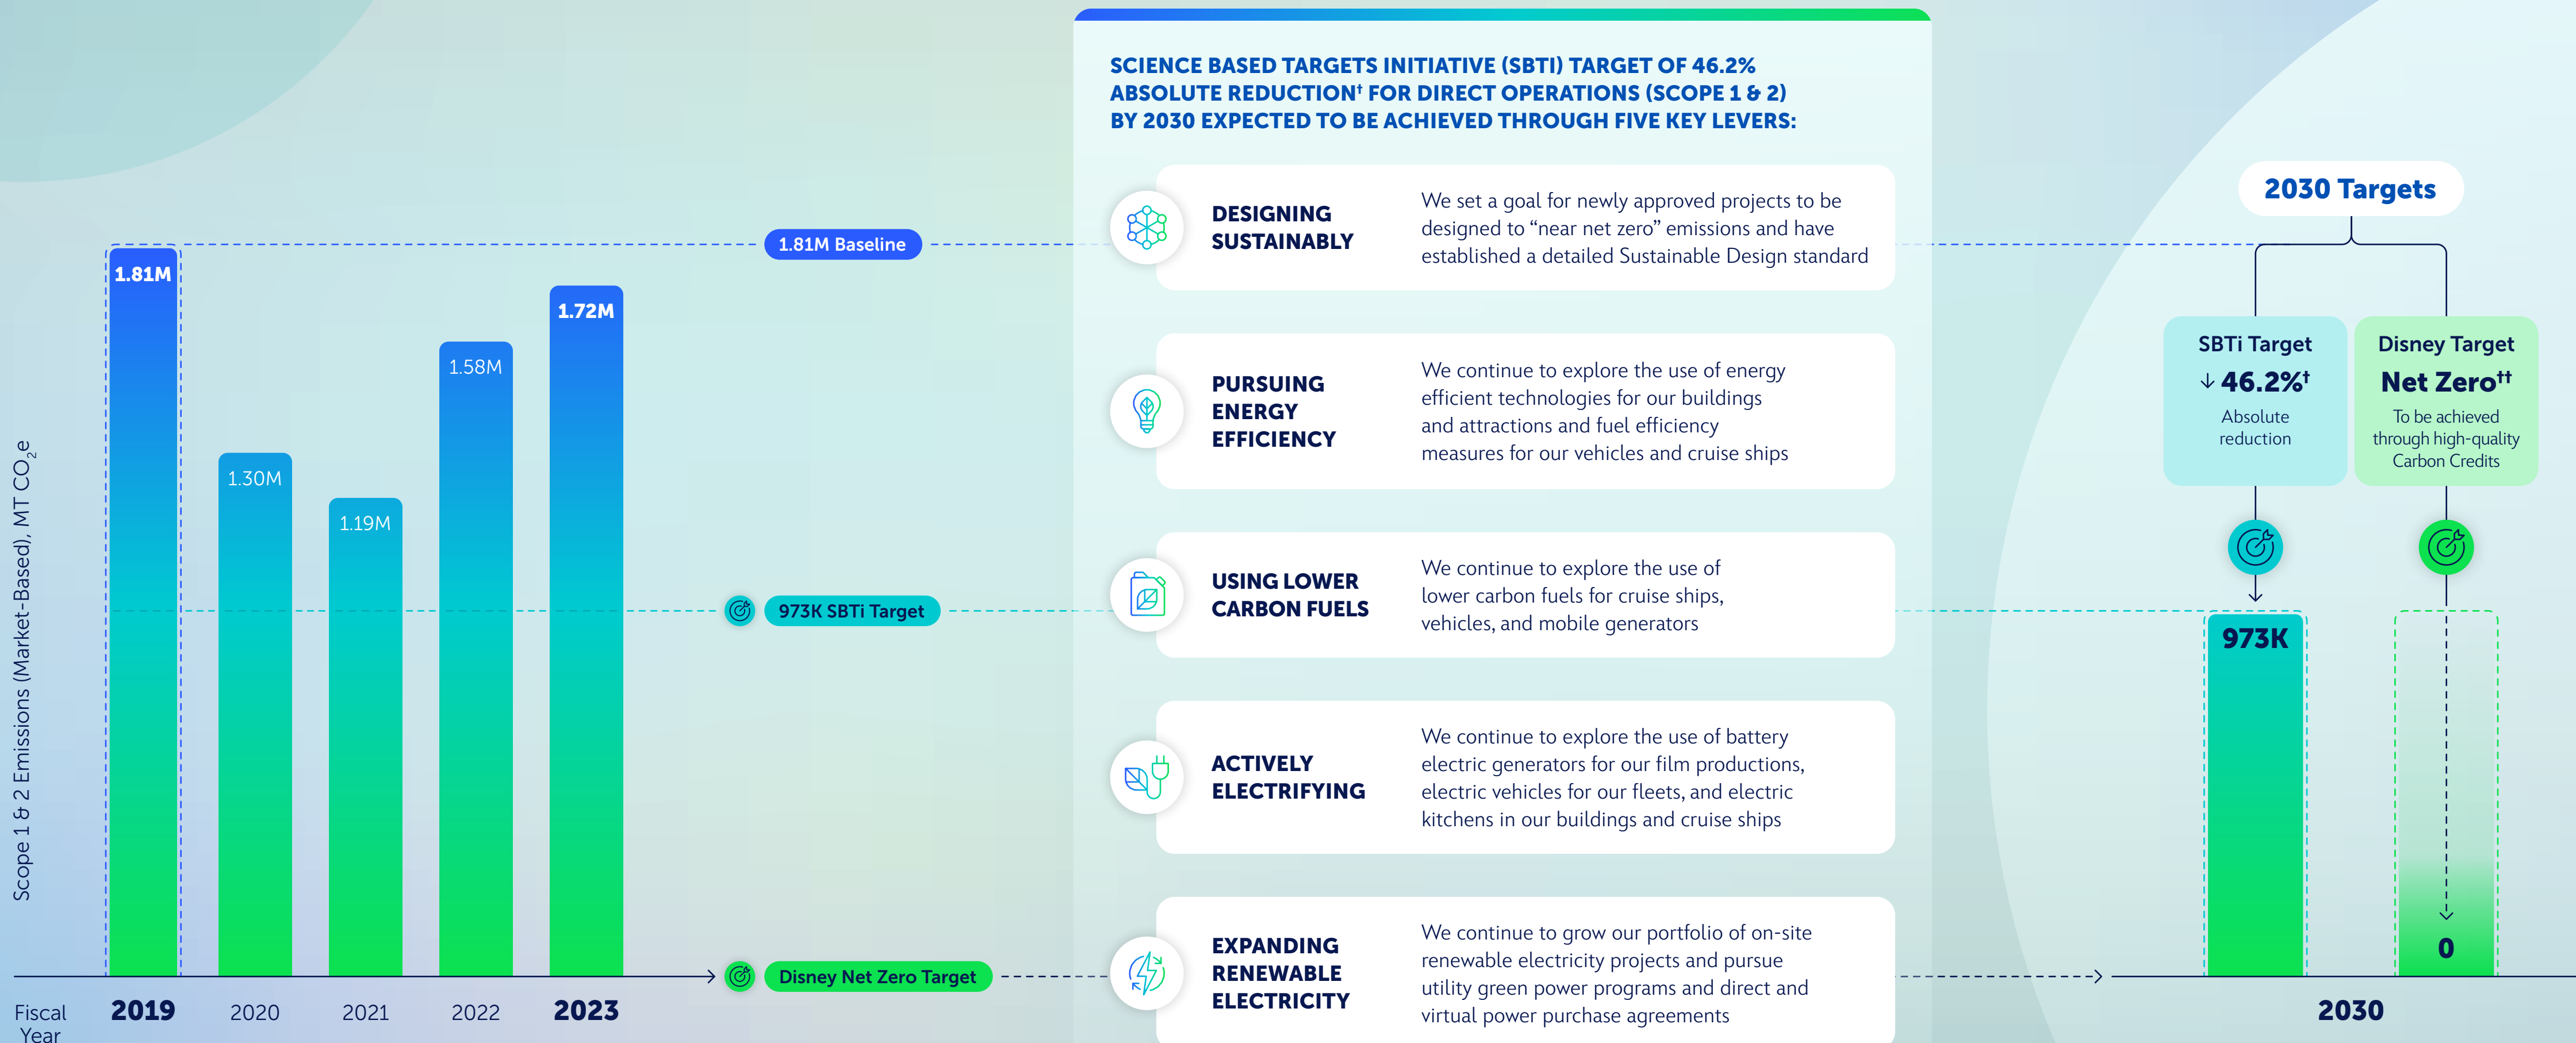 SCIENCE BASED TARGETS INITIATIVE (SBTI) TARGET OF 46.2%
ABSOLUTE REDUCTION† FOR DIRECT OPERATIONS (SCOPE 1 & 2)
BY 2030 EXPECTED TO BE ACHIEVED THROUGH FIVE KEY LEVERS:
Scope 1 & 2 Emissions (Market-Based), MT CO₂e
1.81M
1.30M
1.19M
1.58M
1.72M
Fiscal
Year
2019
2020
2021
2022
2023
1.81M Baseline
973K SBTi Target
Disney Net Zero Target
DESIGNING
SUSTAINABLY
We set a goal for newly approved projects to be
designed to “near net zero” emissions and have
established a detailed Sustainable Design standard
PURSUING
ENERGY
EFFICIENCY
We continue to explore the use of energy
efficient technologies for our buildings
and attractions and fuel efficiency
measures for our vehicles and cruise ships
USING LOWER
CARBON FUELS
We continue to explore the use of
lower carbon fuels for cruise ships,
vehicles, and mobile generators
ACTIVELY
ELECTRIFYING
We continue to explore the use of battery
electric generators for our film productions,
electric vehicles for our fleets, and electric
kitchens in our buildings and cruise ships
EXPANDING
RENEWABLE
ELECTRICITY
We continue to grow our portfolio of on-site
renewable electricity projects and pursue
utility green power programs and direct and
virtual power purchase agreements
2030 Targets
SBTi Target
↓ 46.2%†
Absolute
reduction
Disney Target
Net Zero††
To be achieved
through high-quality
Carbon Credits
973K
0
2030